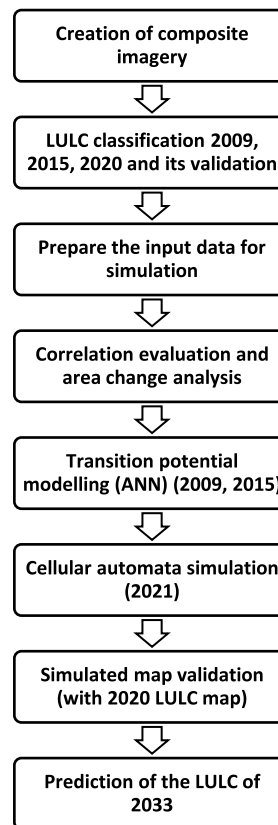 Creation of composite
imagery
LULC classification 2009,
2015, 2020 and its validation
Prepare the input data for
simulation
Correlation evaluation and
area change analysis
Transition potential
modelling (ANN) (2009, 2015)
Cellular automata simulation
(2021)
Simulated map validation
(with 2020 LULC map)
Prediction of the LULC of
2033